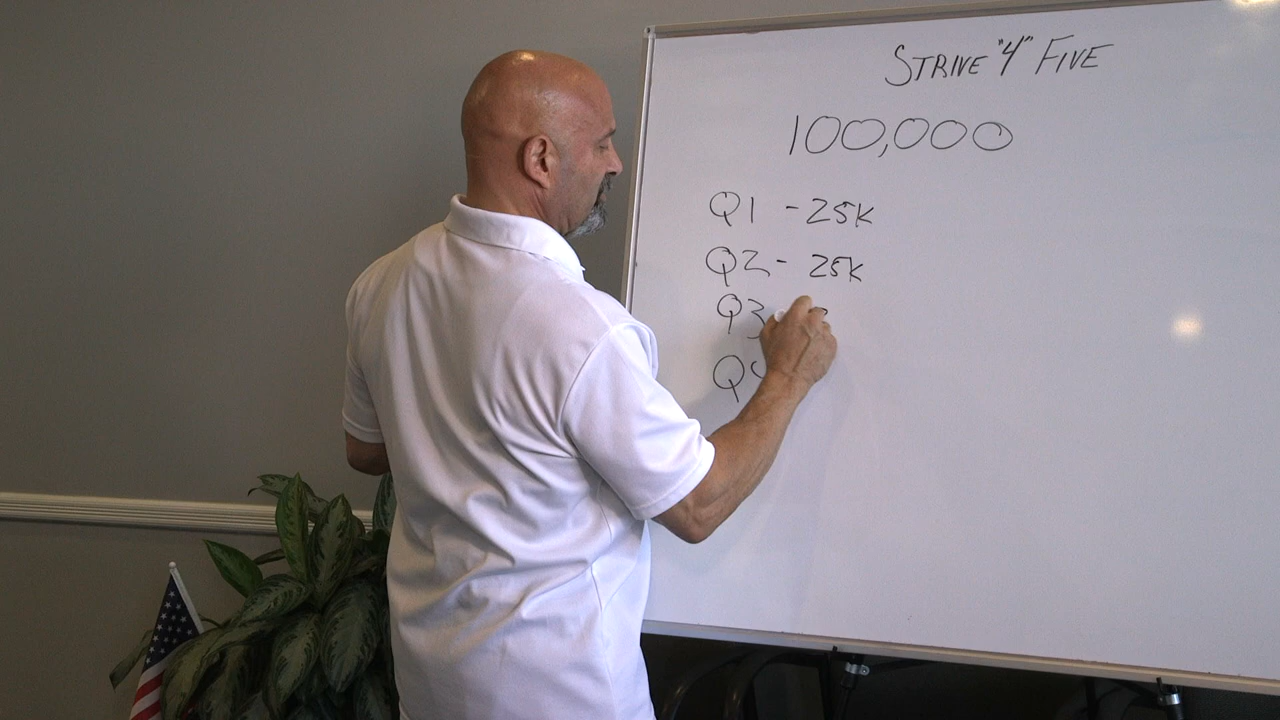 STRIVE "4" FIVE
100,000
Q1 - 25K
Q2 - 25K
Q3